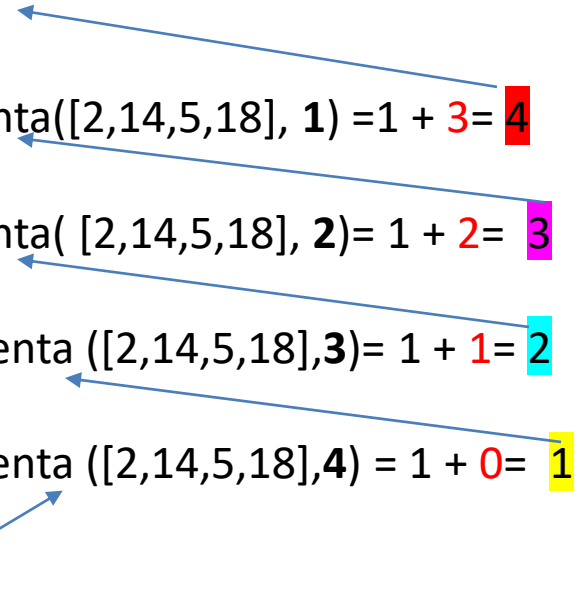 nta([2,14,5,18], 1) =1 + 3= 4
nta( [2,14,5,18], 2)= 1 + 2= 3
enta ([2,14,5,18],3)= 1 + 1= 2
enta ([2,14,5,18],4) = 1 + 0= 1